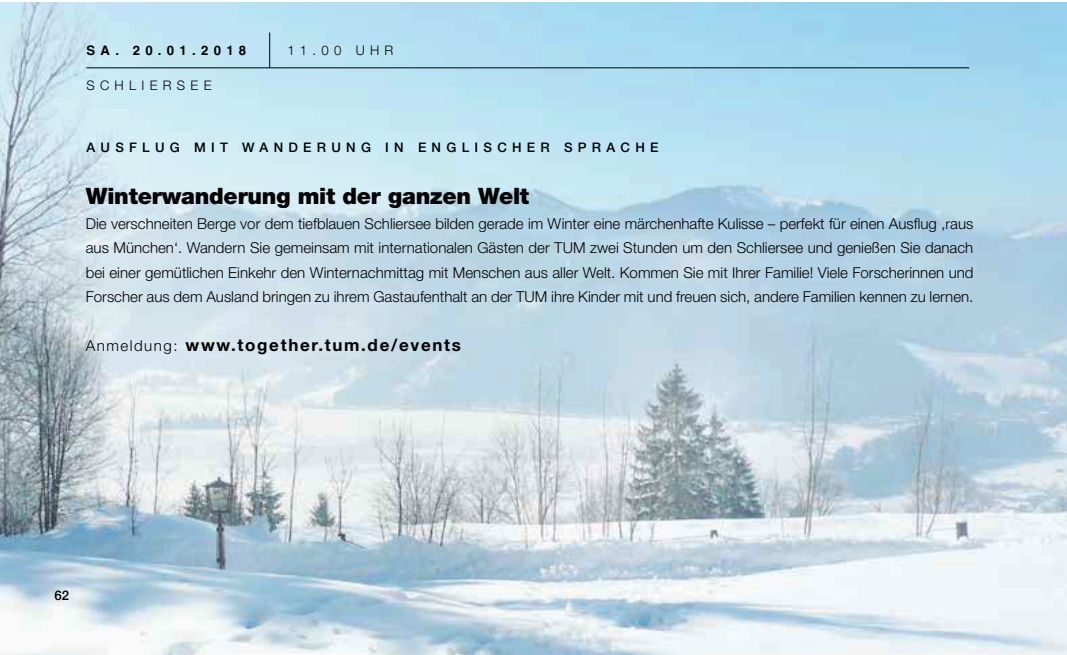 SA. 20.01.2018 11.00 UHR
SCHLIERSEE
AUSFLUG MIT WANDERUNG IN ENGLISCHER SPRACHE
Winterwanderung mit der ganzen Welt
Die verschneiten Berge vor dem tiefblauen Schliersee bilden gerade im Winter eine märchenhafte Kulisse – perfekt für einen Ausflug ‚raus
aus München‘. Wandern Sie gemeinsam mit internationalen Gästen der TUM zwei Stunden um den Schliersee und genießen Sie danach
bei einer gemütlichen Einkehr den Winternachmittag mit Menschen aus aller Welt. Kommen Sie mit Ihrer Familie! Viele Forscherinnen und
Forscher aus dem Ausland bringen zu ihrem Gastaufenthalt an der TUM ihre Kinder mit und freuen sich, andere Familien kennen zu lernen.
Anmeldung: www.together.tum.de/events
62